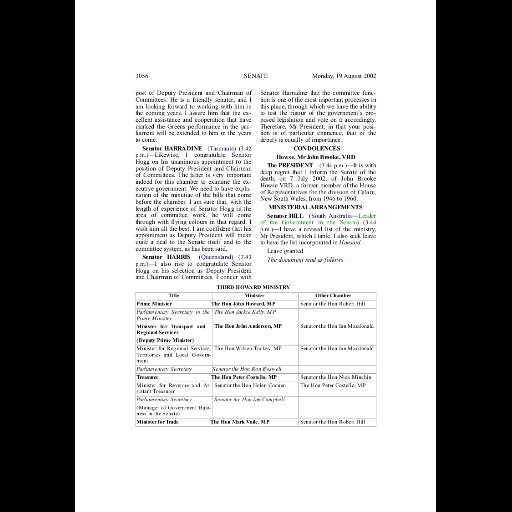 3056 SENATE Monday, 19 August 2002
post of Deputy President and Chairman of
Committees. He is a friendly senator, and I
am looking forward to working with him in
the coming years. I assure him that the ex-
cellent assistance and cooperation that have
marked the Greens performance in the par-
liament will be extended to him in the years
to come.
Senator HARRADINE (Tasmania) (3.42
p.m.)—Likewise, I congratulate Senator
Hogg on his unanimous appointment to the
position of Deputy President and Chairman
of Committees. The latter is very important
indeed for this chamber to examine the ex-
ecutive government. We need to have explo-
ration of the minutiae of the bills that come
before the chamber. I am sure that, with the
length of experience of Senator Hogg in the
area of committee work, he will come
through with flying colours in that regard. I
wish him all the best. I am confident that his
appointment as Deputy President will mean
quite a deal to the Senate itself and to the
committee system, as has been said.
Senator HARRIS (Queensland) (3.43
p.m.)—I also rise to congratulate Senator
Hogg on his selection as Deputy President
and Chairman of Committees. I concur with
Senator Harradine that the committee func-
tion is one of the most important processes in
this place, through which we have the ability
to test the rigour of the government's pro-
posed legislation and vote on it accordingly.
Therefore, Mr President, in that your posi-
tion is of particular eminence, that of the
deputy is equally of importance.
CONDOLENCES
Howse, Mr John Brooke, VRD
The PRESIDENT (3.44 p.m.)—It is with
deep regret that I inform the Senate of the
death, on 7 July 2002, of John Brooke
Howse VRD, a former member of the House
of Representatives for the division of Calare,
New South Wales, from 1946 to 1960.
MINISTERIAL ARRANGEMENTS
Senator HILL (South Australia—Leader
of the Government in the Senate) (3.44
p.m.)—I have a revised list of the ministry,
Mr President, which I table. I also seek leave
to have the list incorporated in Hansard.
Leave granted.
The document read as follows—
THIRD HOWARD MINISTRY
Title Minister Other Chamber
Prime Minister The Hon John Howard, MP Senator the Hon Robert Hill
Parliamentary Secretary to the The Hon Jackie Kelly, MP
Prime Minister
Minister for Transport and The Hon John Anderson, MP Senator the Hon Ian Macdonald
Regional Services
(Deputy Prime Minister)
Minister for Regional Services, The Hon Wilson Tuckey, MP Senator the Hon Ian Macdonald
Territories and Local Govern-
ment
Parliamentary Secretary Senator the Hon Ron Boswell
Treasurer The Hon Peter Costello, MP Senator the Hon Nick Minchin
Minister for Revenue and As- Senator the Hon Helen Coonan The Hon Peter Costello, MP
sistant Treasurer
Parliamentary Secretary Senator the Hon Ian Campbell
(Manager of Government Busi-
ness in the Senate)
Minister for Trade The Hon Mark Vaile, MP Senator the Hon Robert Hill